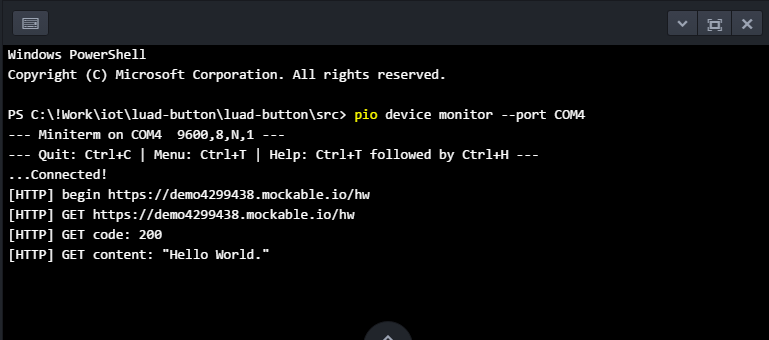 Windows PowerShell
Copyright (C) Microsoft Corporation. All rights reserved.
PS C:\!Work\iot\luad-button\luad-button\src> pio device monitor --port COM4
--- Miniterm on COM4  9600,8,N,1 ---
--- Quit: Ctrl+C | Menu: Ctrl+T | Help: Ctrl+T followed by Ctrl+H ---
...Connected!
[HTTP] begin https://demo4299438.mockable.io/hw
[HTTP] GET https://demo4299438.mockable.io/hw
[HTTP] GET code: 200
[HTTP] GET content: "Hello World."